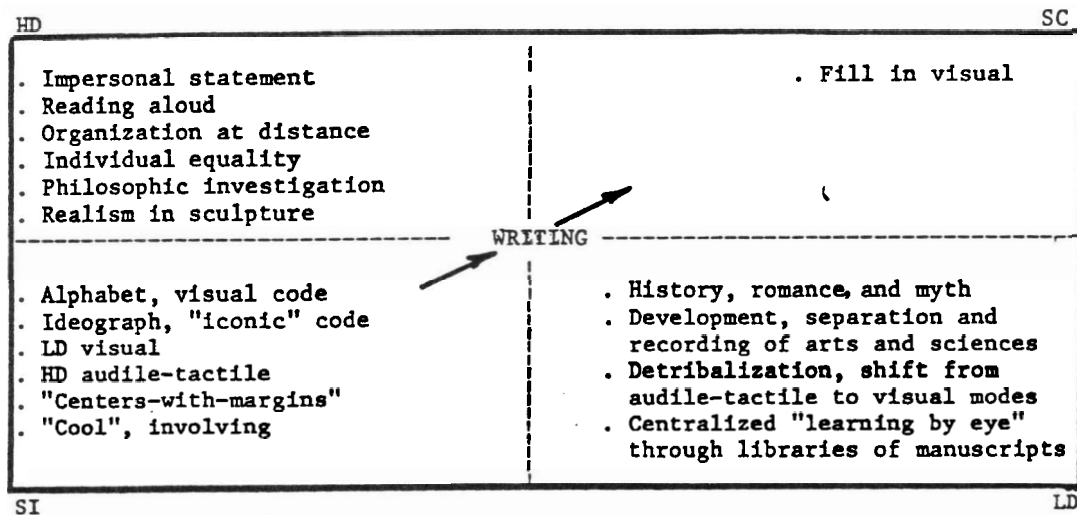 HD
SC
. Impersonal statement
. Reading aloud
. Organization at distance
. Individual equality
. Philosophic investigation
. Realism in sculpture
. Fill in visual
WRITING
. Alphabet, visual code
. Ideograph, "iconic" code
. LD visual
. HD audile-tactile
. "Centers-with-margins"
. "Cool", involving
. History, romance, and myth
. Development, separation and
recording of arts and sciences
. Detribalization, shift from
audile-tactile to visual modes
. Centralized "learning by eye"
through libraries of manuscripts
SI
LD